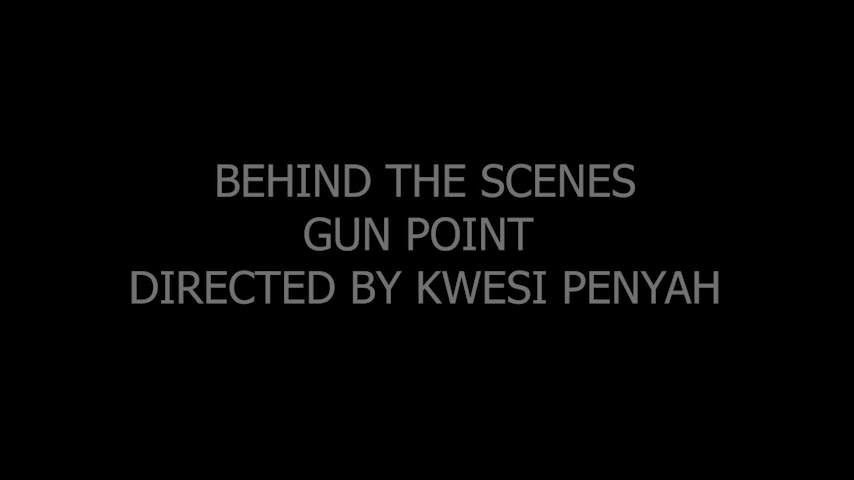 BEHIND THE SCENES
GUN POINT
DIRECTED BY KWESI PENYAH